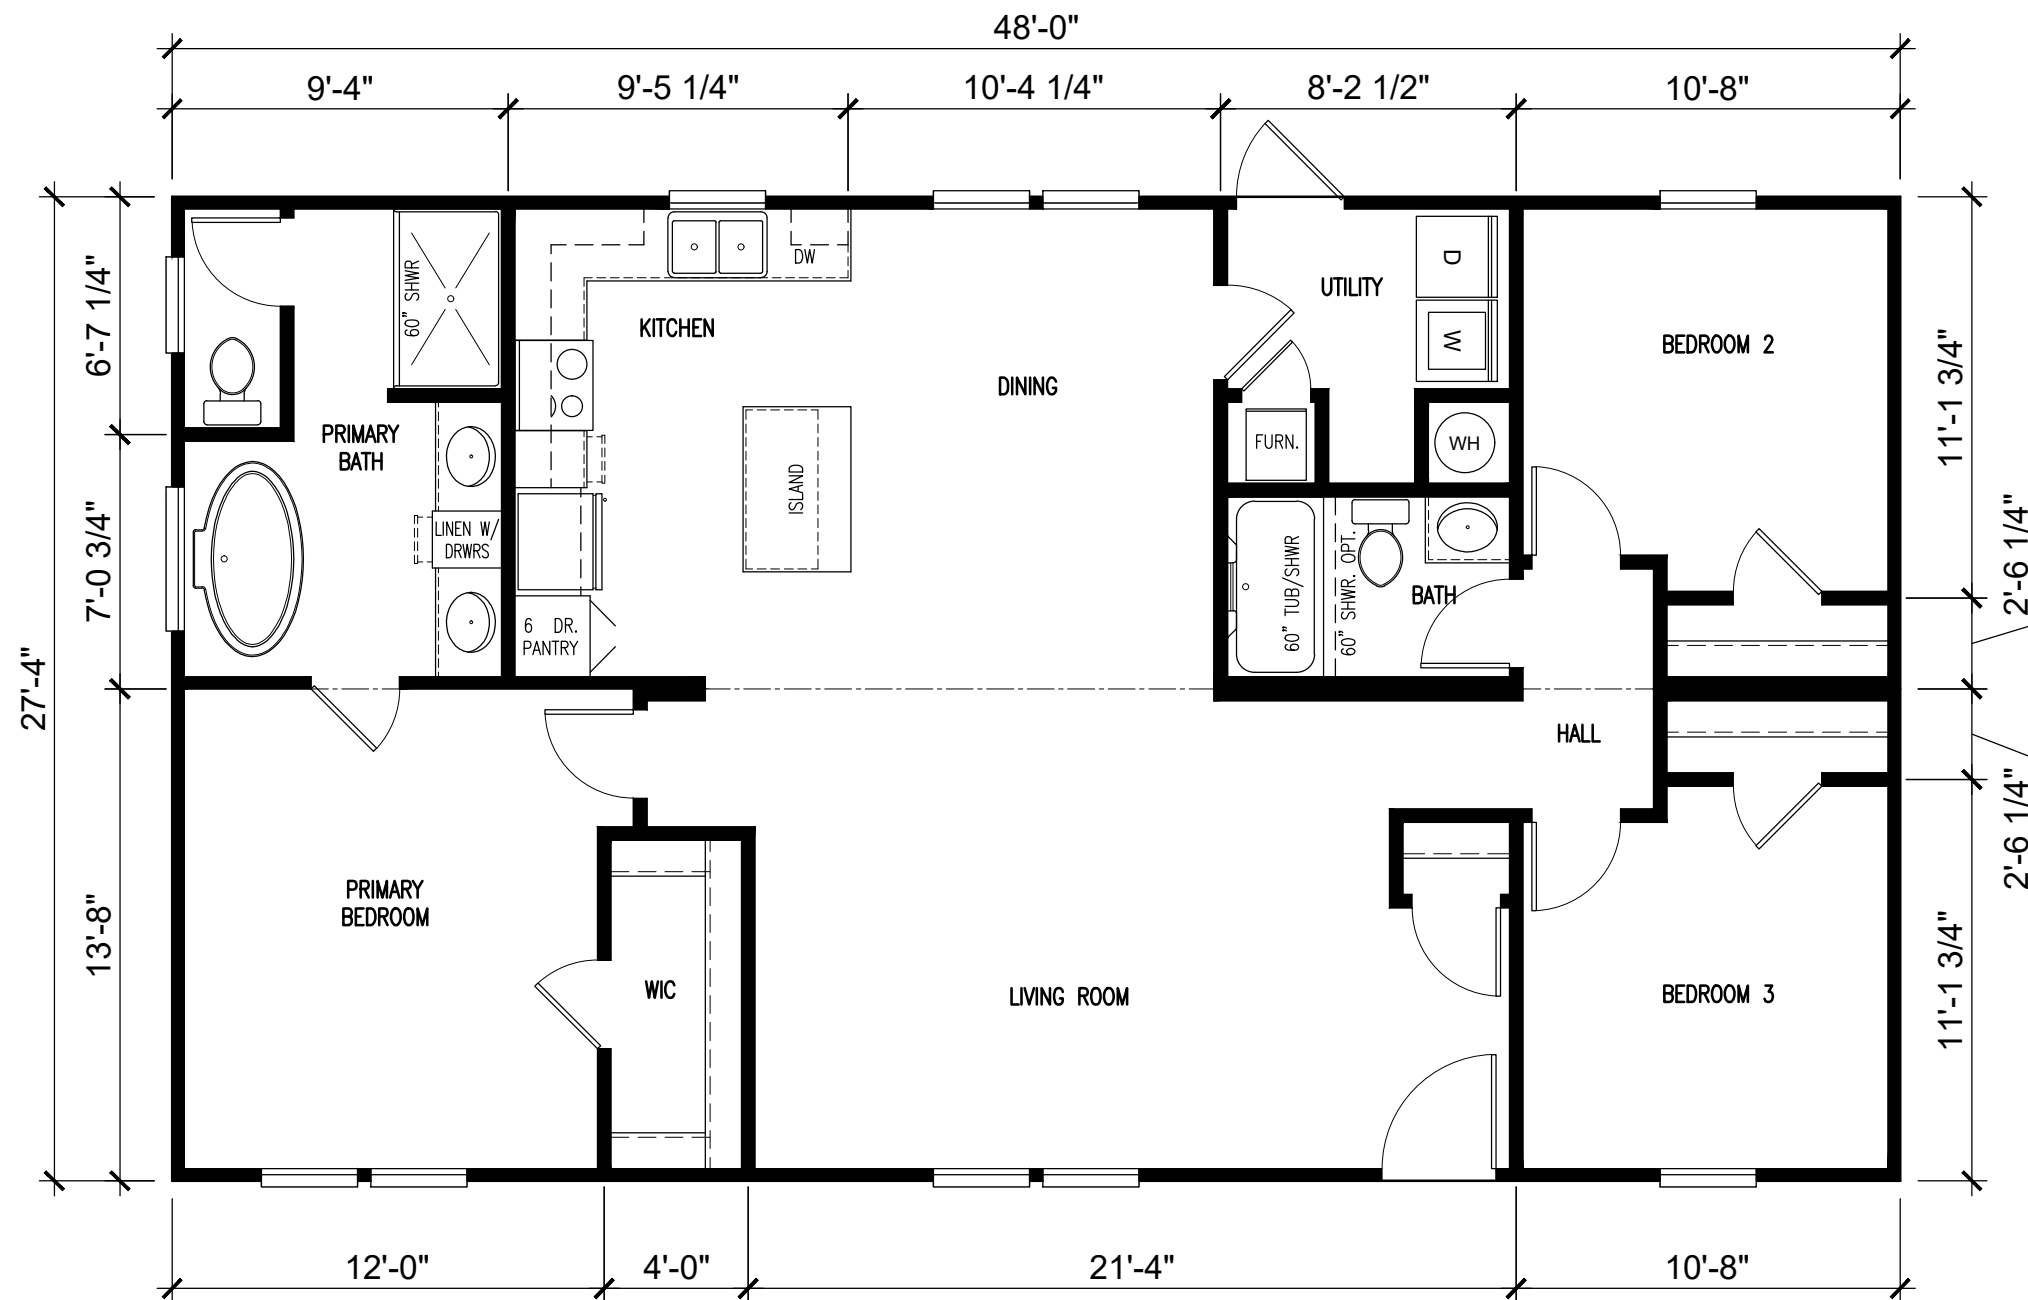 48'-0"
9'-4"
9'-5 1/4"
10'-4 1/4"
8'-2 1/2"
10'-8"
27'-4"
6'-7 1/4"
7'-0 3/4"
13'-8"
60" SHWR
PRIMARY
BATH
LINEN W/
DRWRS
KITCHEN
DW
ISLAND
6 DR.
PANTRY
DINING
UTILITY
D
W
FURN.
WH
60" TUB/SHWR
60" SHWR. OPT.
BATH
BEDROOM 2
HALL
PRIMARY
BEDROOM
WIC
LIVING ROOM
BEDROOM 3
11'-1 3/4"
2'-6 1/4"
2'-6 1/4"
11'-1 3/4"
12'-0"
4'-0"
21'-4"
10'-8"